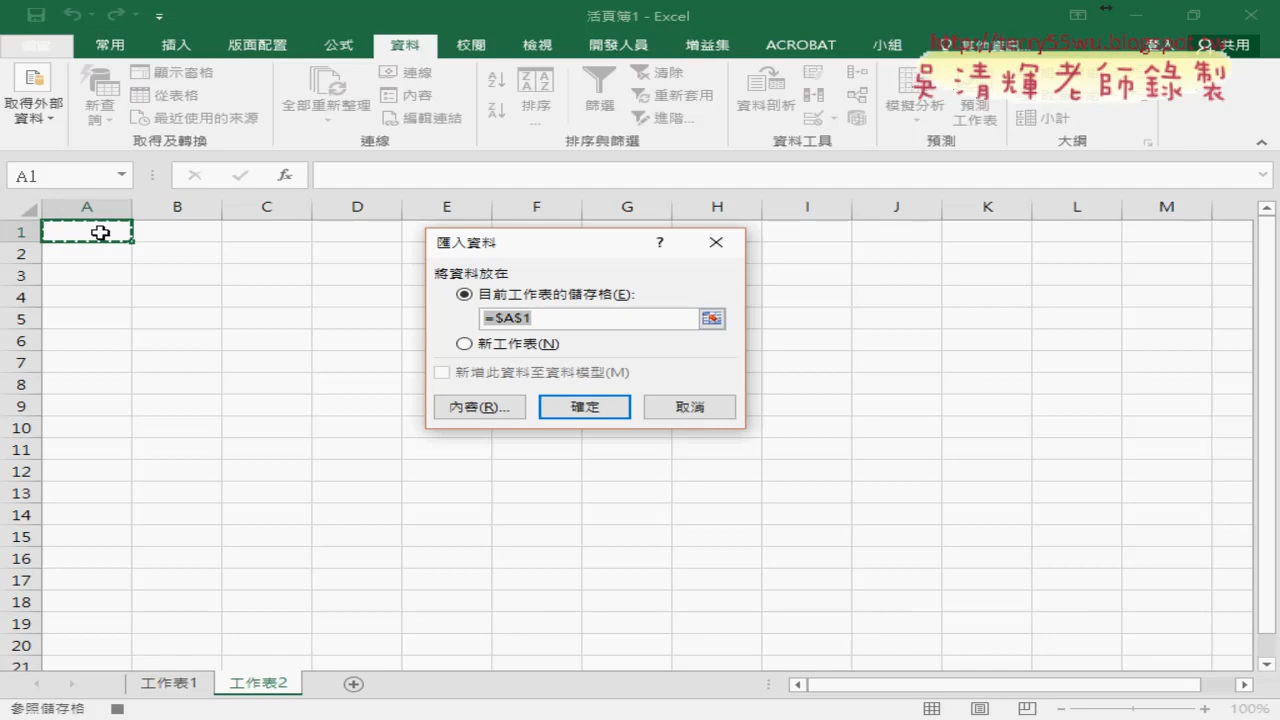 活頁簿1 - Excel
常用 插入 版面配置 公式 資料 校閱 檢視 開發人員 增益集 ACROBAT 小組 共用
http://terry55wu.blogspot.tw
吳清輝老師錄製
取得外部資料
新查詢
顯示查詢窗格
從表格
最近使用的來源
取得及轉換
全部重新整理
連線
內容
編輯連結
連線
排序...
篩選
清除
重新套用
進階...
排序與篩選
資料剖析
資料工具
模擬分析
預測工作表
預測
小計
大綱
A1
fx
A B C D E F G H I J K L M
1
2
3
4
5
6
7
8
9
10
11
12
13
14
15
16
17
18
19
20
21
匯入資料 ?
將資料放在
目前工作表的儲存格(E):
=$A$1
新工作表(N)
新增此資料至資料模型(M)
內容(R)... 確定 取消
工作表1 工作表2
參照儲存格 100%